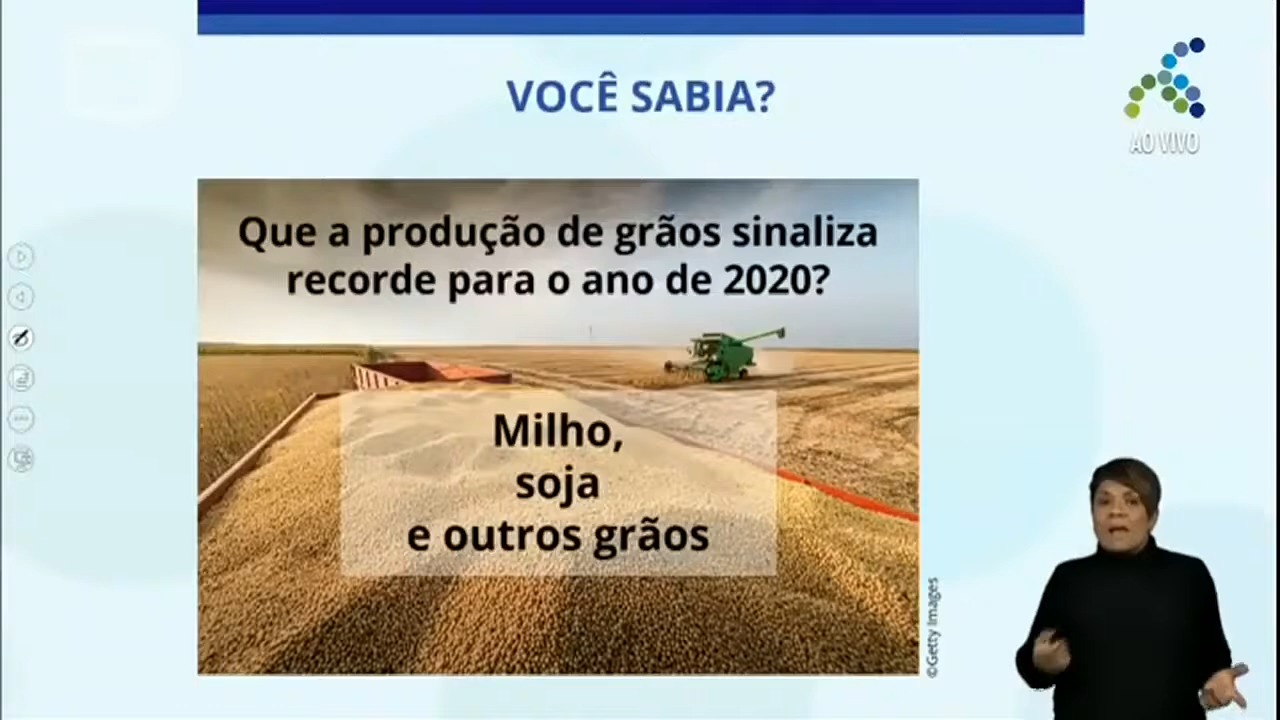 VOCÊ SABIA?
AO VIVO
Que a produção de grãos sinaliza
recorde para o ano de 2020?
Milho,
soja
e outros grãos
©Getty Images